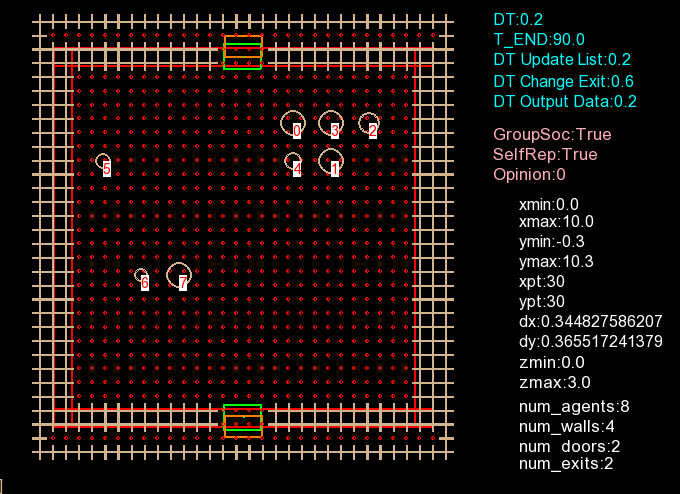 DT:0.2
T_END:90.0
DT Update List:0.2
DT Change Exit:0.6
DT Output Data:0.2
GroupSoc:True
SelfRep:True
Opinion:0
xmin:0.0
xmax:10.0
ymin:-0.3
ymax:10.3
xpt:30
ypt:30
dx:0.344827586207
dy:0.365517241379
zmin:0.0
zmax:3.0
num_agents:8
num_walls:4
num_doors:2
num_exits:2
0 3 2
5 4 1
6 7